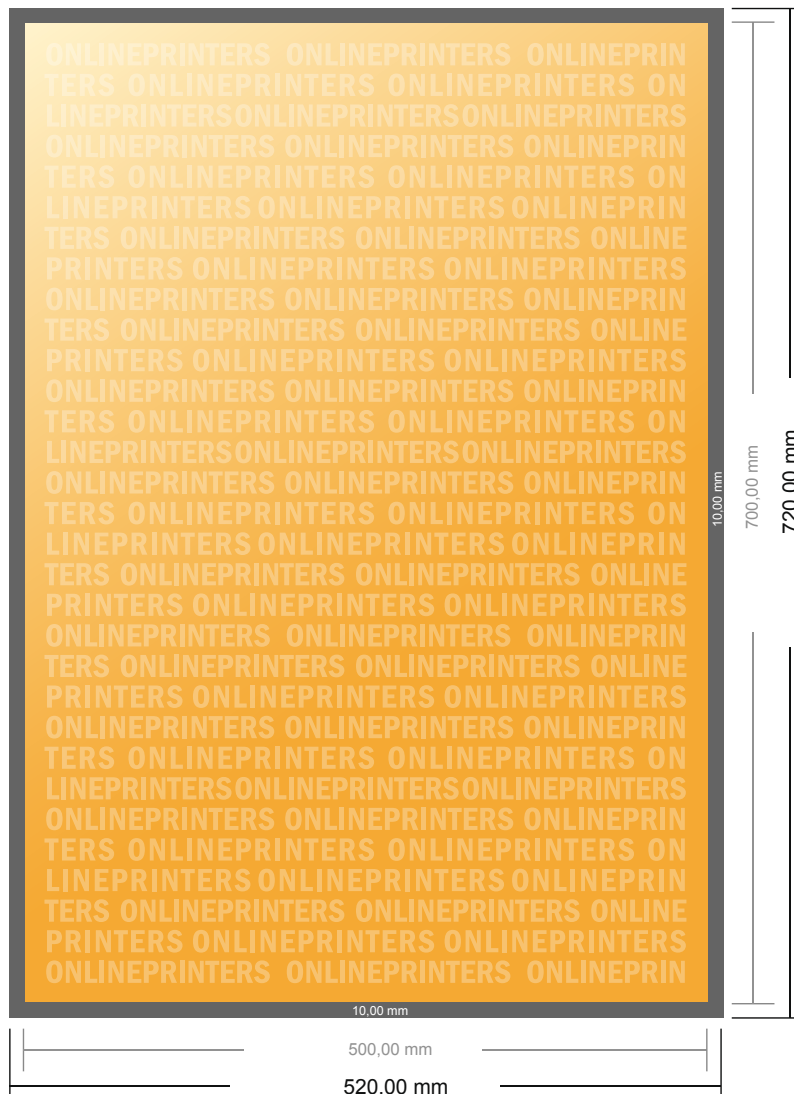 ONLINEPRINTERS ONLINEPRINTERS ONLINEPRIN
TERS ONLINEPRINTERS ONLINEPRINTERS ON
LINEPRINTERSONLINEPRINTERSONLINEPRINTERS
ONLINEPRINTERS ONLINEPRINTERS ONLINEPRIN
TERS ONLINEPRINTERS ONLINEPRINTERS ON
LINEPRINTERS ONLINEPRINTERS ONLINEPRIN
TERS ONLINEPRINTERS ONLINEPRINTERS ONLINE
PRINTERS ONLINEPRINTERS ONLINEPRINTERS
ONLINEPRINTERS ONLINEPRINTERS ONLINEPRIN
TERS ONLINEPRINTERS ONLINEPRINTERS ONLINE
PRINTERS ONLINEPRINTERS ONLINEPRINTERS
ONLINEPRINTERS ONLINEPRINTERS ONLINEPRIN
TERS ONLINEPRINTERS ONLINEPRINTERS ON
LINEPRINTERSONLINEPRINTERSONLINEPRINTERS
ONLINEPRINTERS ONLINEPRINTERS ONLINEPRIN
TERS ONLINEPRINTERS ONLINEPRINTERS ON
LINEPRINTERS ONLINEPRINTERS ONLINEPRIN
TERS ONLINEPRINTERS ONLINEPRINTERS ONLINE
PRINTERS ONLINEPRINTERS ONLINEPRINTERS
ONLINEPRINTERS ONLINEPRINTERS ONLINEPRIN
TERS ONLINEPRINTERS ONLINEPRINTERS ONLINE
PRINTERS ONLINEPRINTERS ONLINEPRINTERS
ONLINEPRINTERS ONLINEPRINTERS ONLINEPRIN
TERS ONLINEPRINTERS ONLINEPRINTERS ON
LINEPRINTERSONLINEPRINTERSONLINEPRINTERS
ONLINEPRINTERS ONLINEPRINTERS ONLINEPRIN
TERS ONLINEPRINTERS ONLINEPRINTERS ON
LINEPRINTERS ONLINEPRINTERS ONLINEPRIN
TERS ONLINEPRINTERS ONLINEPRINTERS ONLINE
PRINTERS ONLINEPRINTERS ONLINEPRINTERS
ONLINEPRINTERS ONLINEPRINTERS ONLINEPRIN
10,00 mm
700,00 mm
720,00 mm
10,00 mm
500,00 mm
520,00 mm